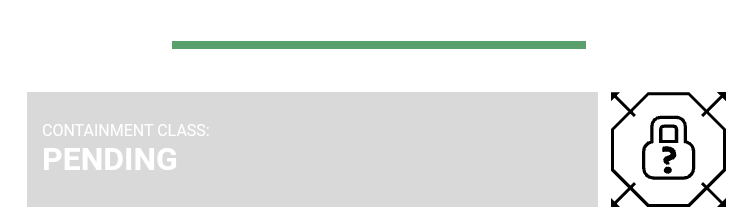 CONTAINMENT CLASS:
PENDING
?